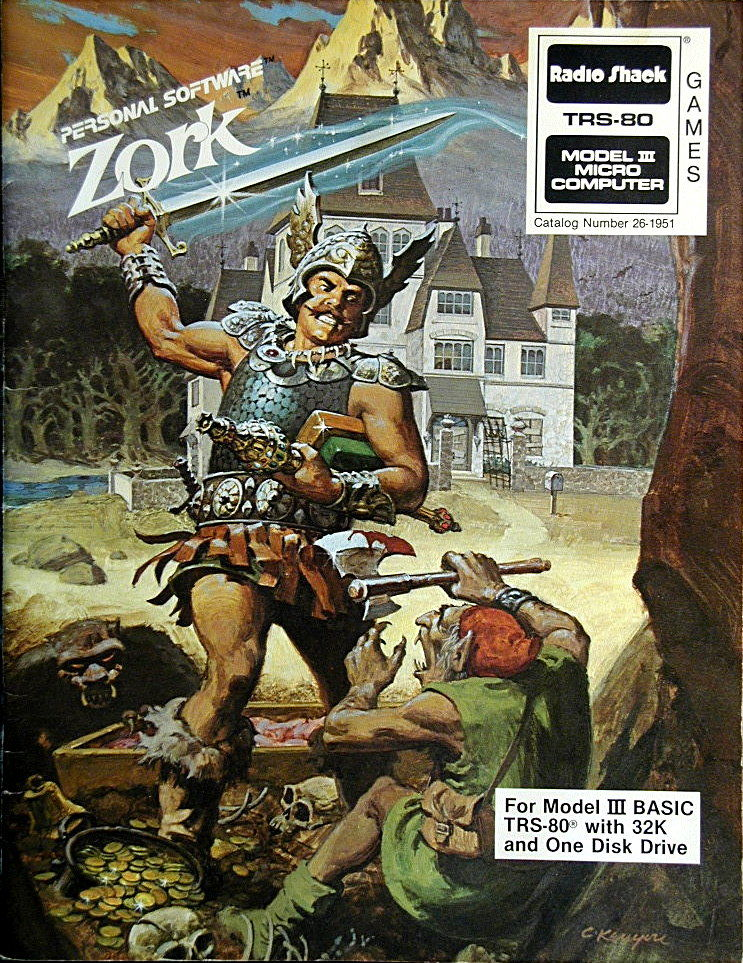 PERSONAL SOFTWARE™
Zork™
Radio Shack
®
TRS-80
MODEL III
MICRO
COMPUTER
GAMES
Catalog Number 26-1951
For Model III BASIC
TRS-80® with 32K
and One Disk Drive